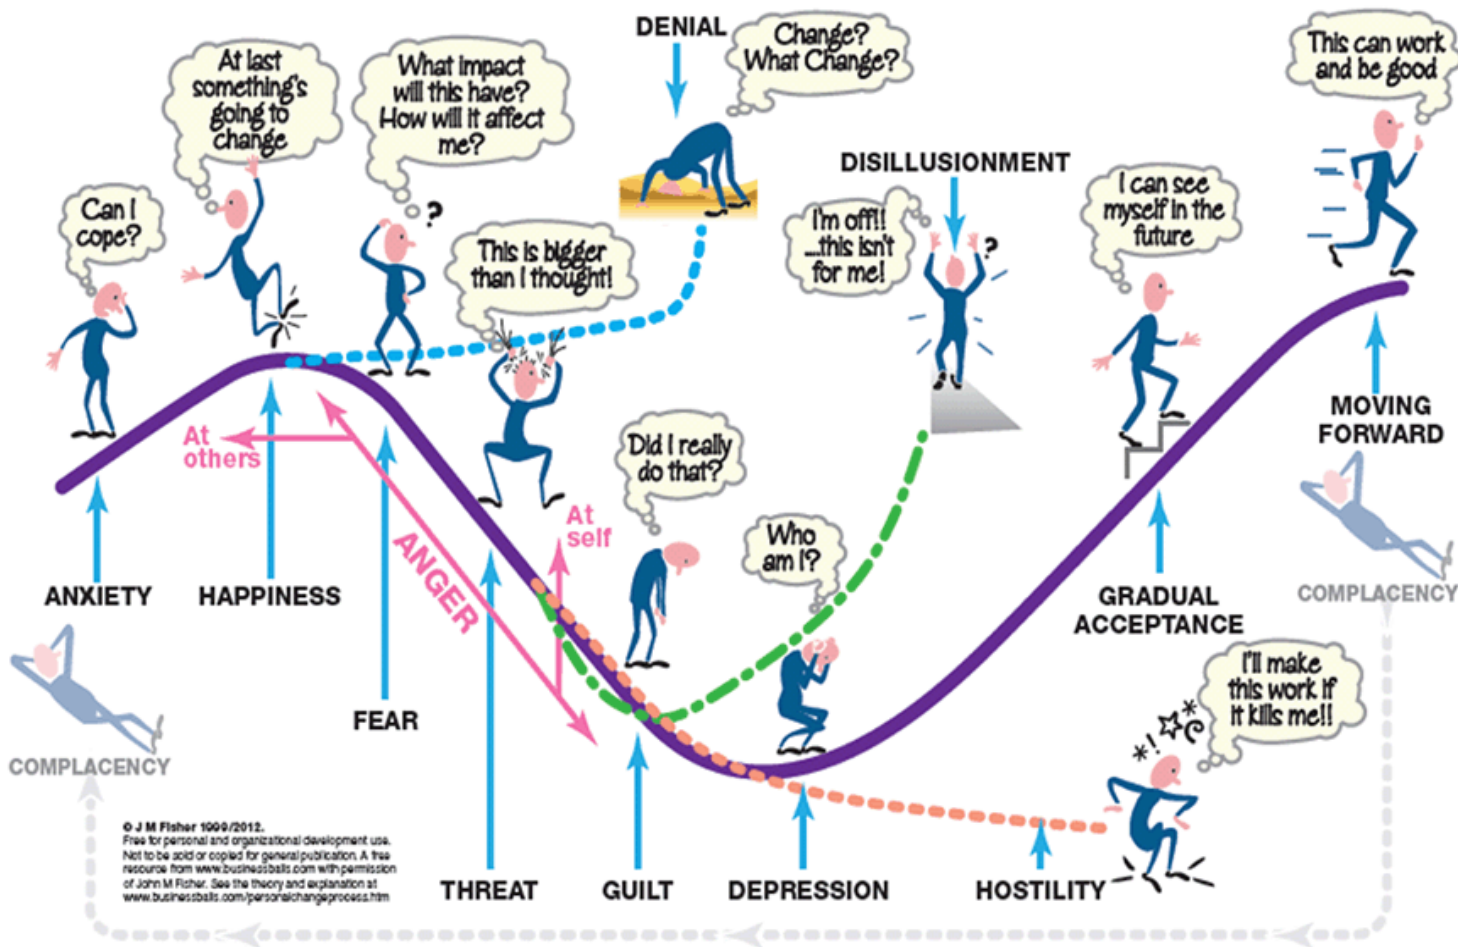 DENIAL
Change?
What Change?
This can work
and be good
At last
something's
going to
change
What impact
will this have?
How will it affect
me?
?
DISILLUSIONMENT
I can see
myself in the
future
Can I
cope?
I'm off!!
....this isn't
for me!
?
This is bigger
than I thought!
MOVING
FORWARD
At
others
Did I really
do that?
At
self
Who
am I?
ANGER
ANXIETY
HAPPINESS
GRADUAL
ACCEPTANCE
COMPLACENCY
I'll make
this work if
it kills me!!
FEAR
COMPLACENCY
© J M Fisher 1999/2012.
Free for personal and organizational development use.
Not to be sold or copied for general publication. A free
resource from www.businessballs.com with permission
of John M Fisher. See the theory and explanation at
www.businessballs.com/personalchangeprocess.htm
THREAT
GUILT
DEPRESSION
HOSTILITY